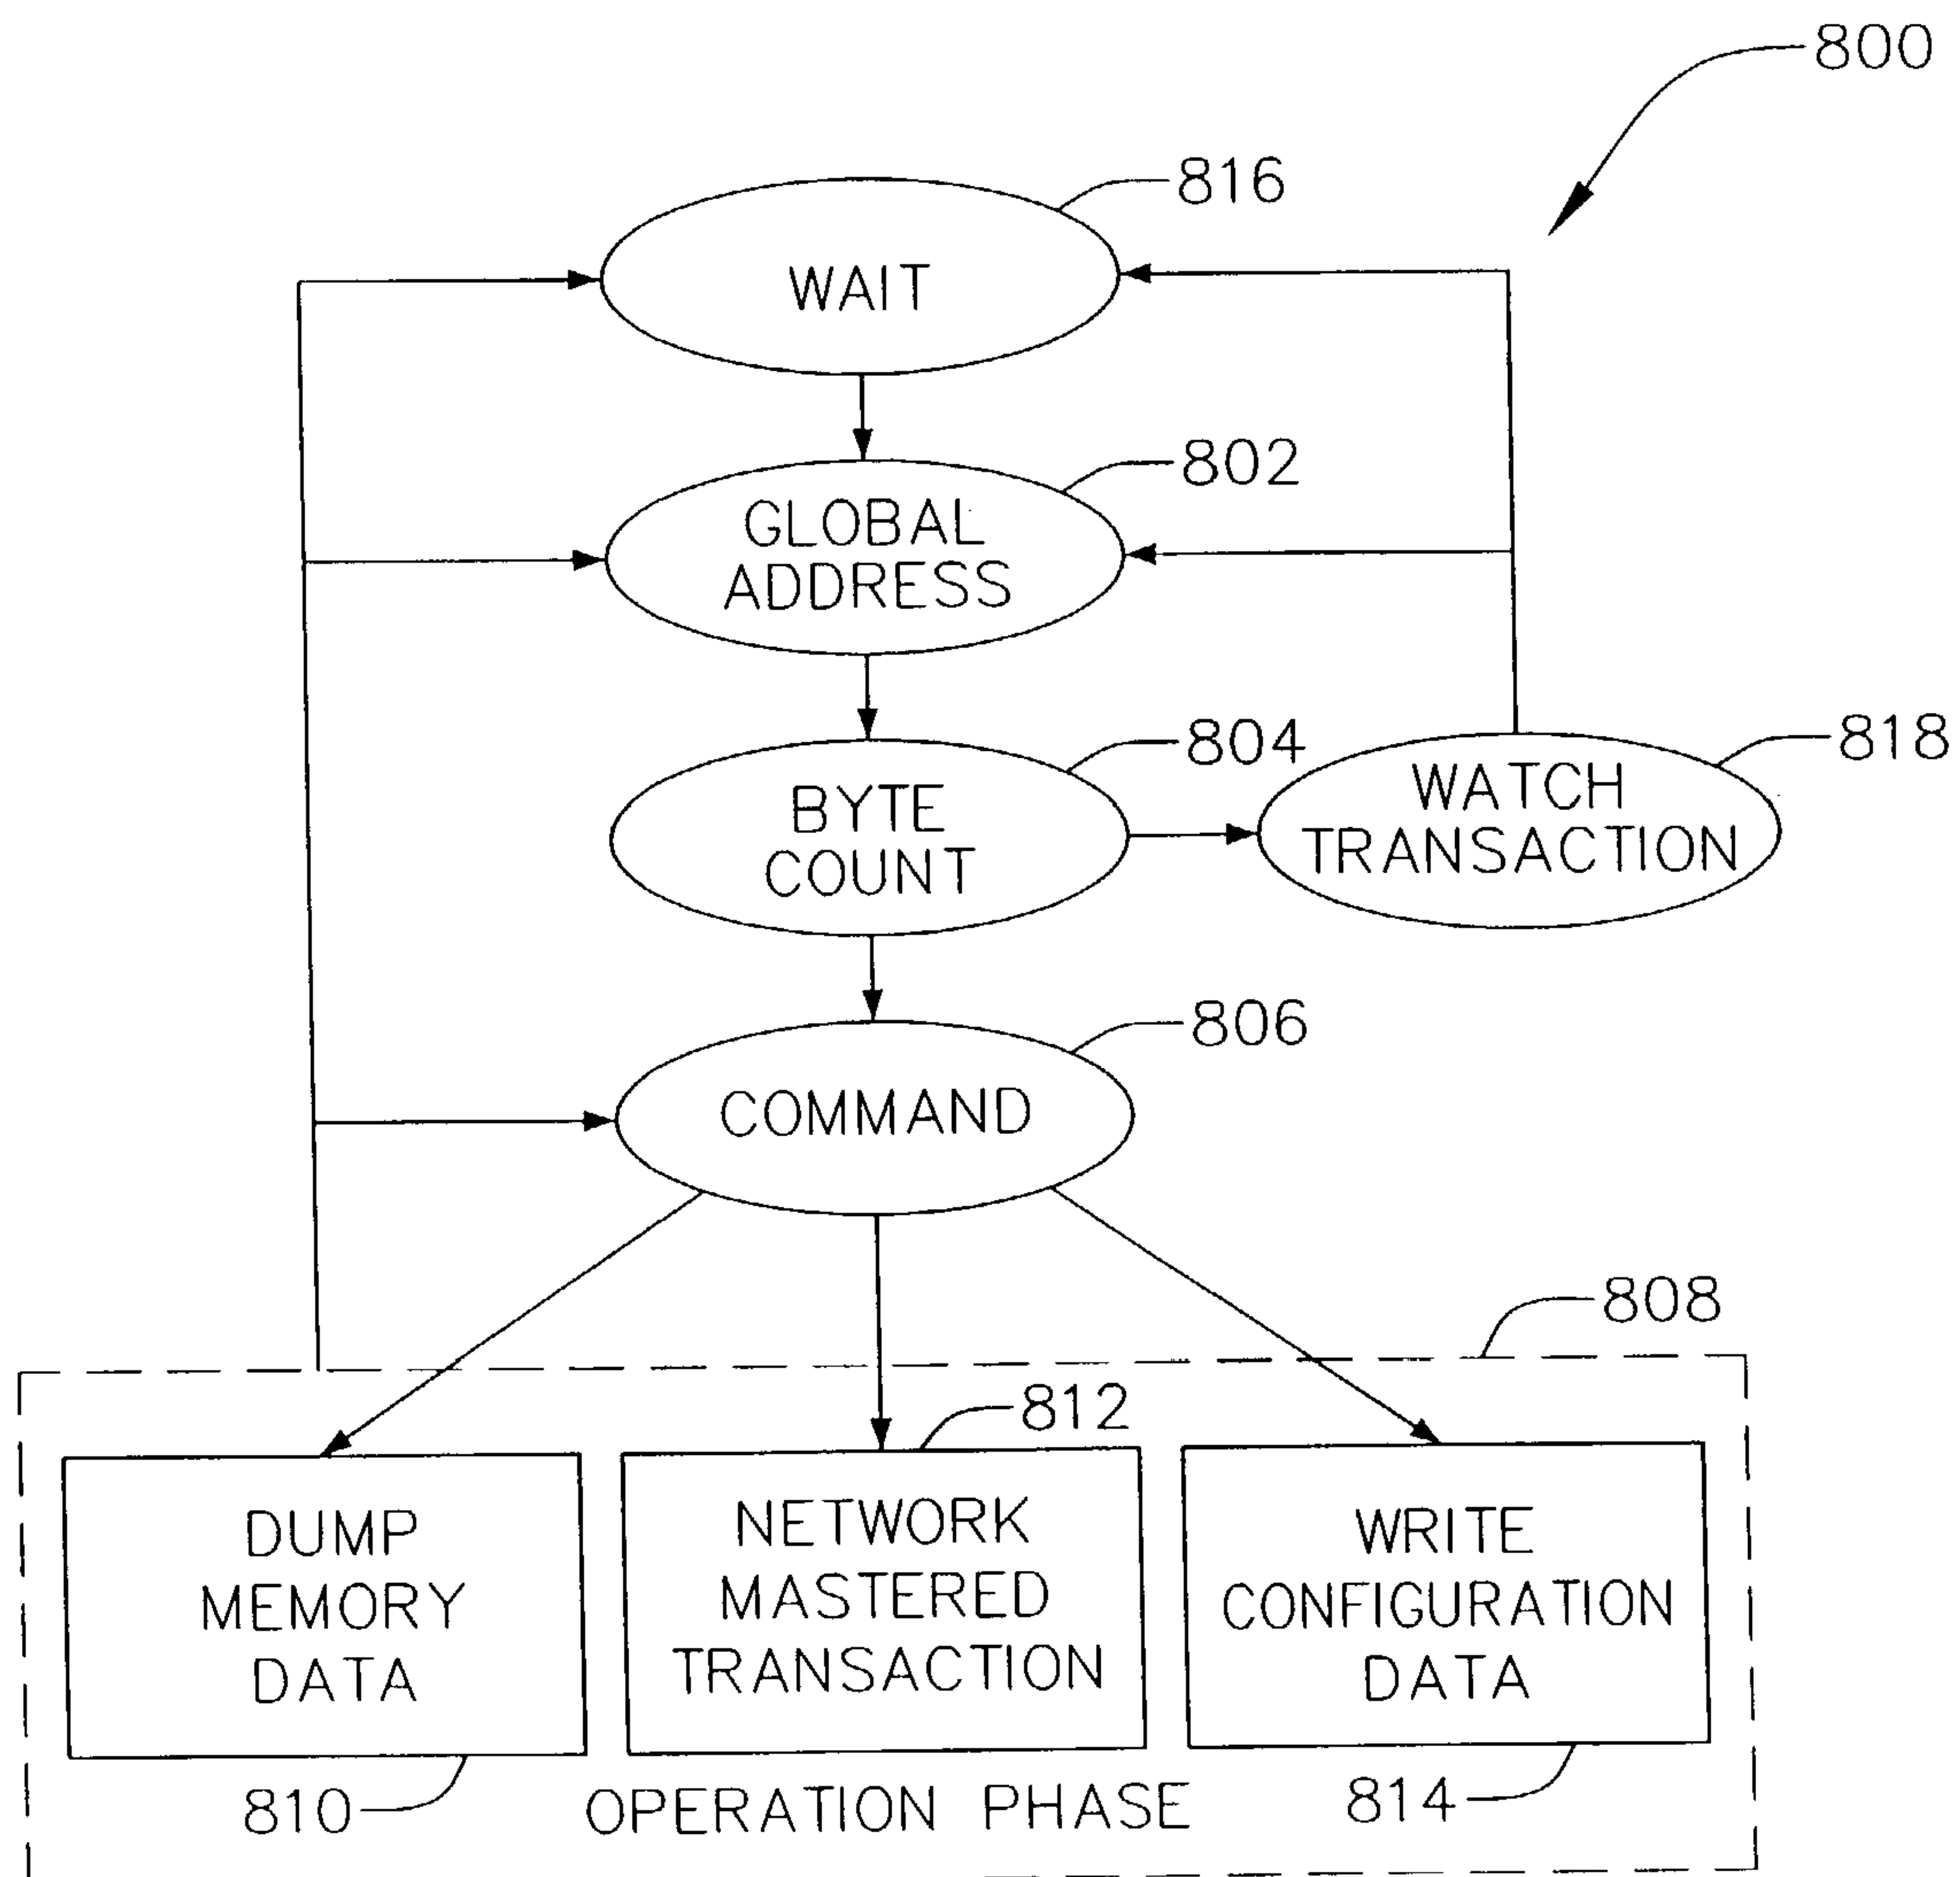 800
816
WAIT
802
GLOBAL
ADDRESS
804
818
BYTE
COUNT
WATCH
TRANSACTION
806
COMMAND
808
812
DUMP
MEMORY
DATA
NETWORK
MASTERED
TRANSACTION
WRITE
CONFIGURATION
DATA
810
OPERATION PHASE
814